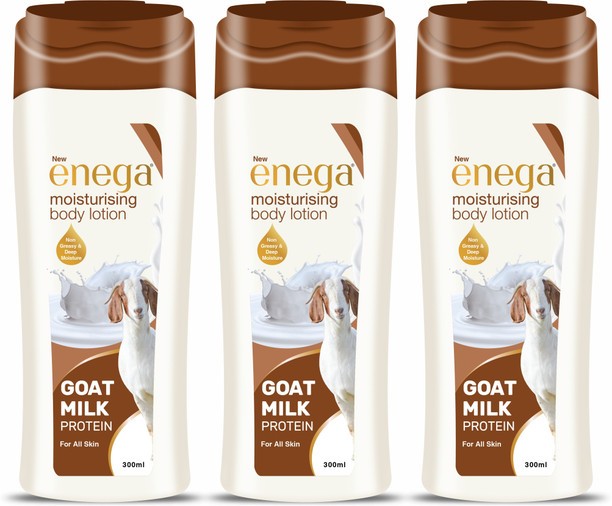 New
enega®
moisturising
body lotion
Non
Greasy & Deep
Moisture
GOAT
MILK
PROTEIN
For All Skin
300ml
New
enega®
moisturising
body lotion
Non
Greasy & Deep
Moisture
GOAT
MILK
PROTEIN
For All Skin
300ml
New
enega®
moisturising
body lotion
Non
Greasy & Deep
Moisture
GOAT
MILK
PROTEIN
For All Skin
300ml